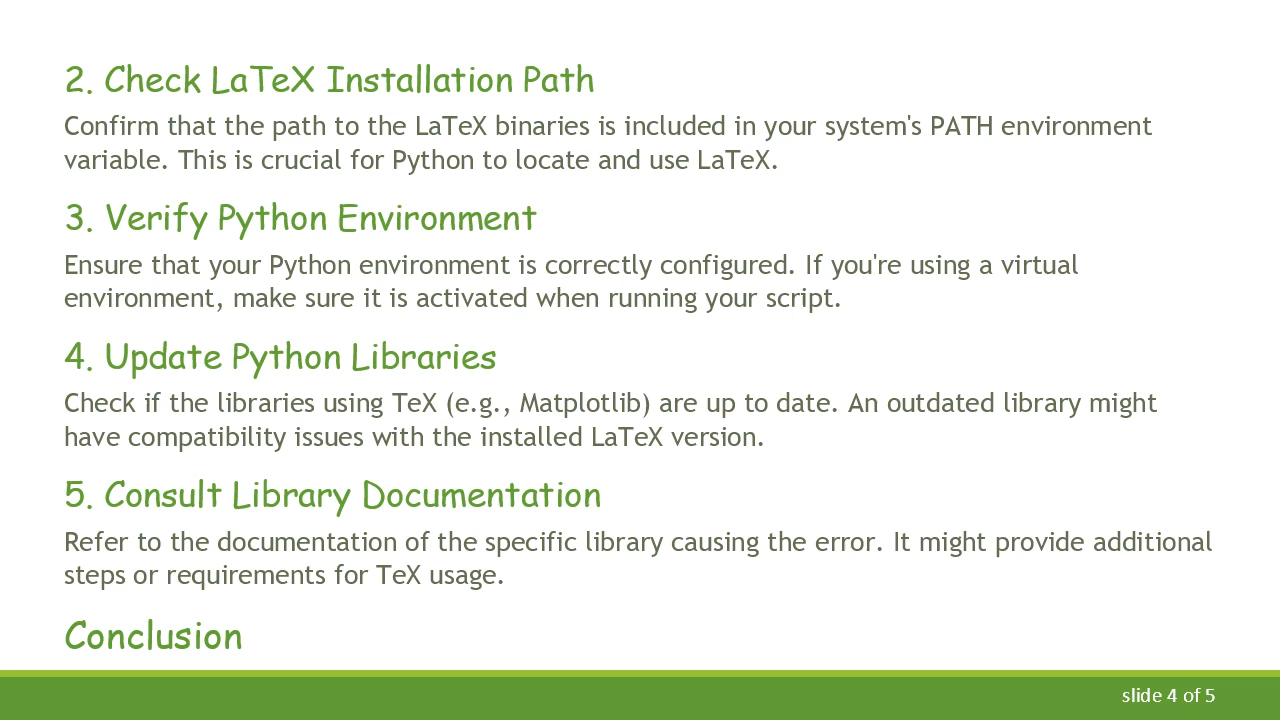 2. Check LaTeX Installation Path
Confirm that the path to the LaTeX binaries is included in your system's PATH environment
variable. This is crucial for Python to locate and use LaTeX.
3. Verify Python Environment
Ensure that your Python environment is correctly configured. If you're using a virtual
environment, make sure it is activated when running your script.
4. Update Python Libraries
Check if the libraries using TeX (e.g., Matplotlib) are up to date. An outdated library might
have compatibility issues with the installed LaTeX version.
5. Consult Library Documentation
Refer to the documentation of the specific library causing the error. It might provide additional
steps or requirements for TeX usage.
Conclusion
slide 4 of 5